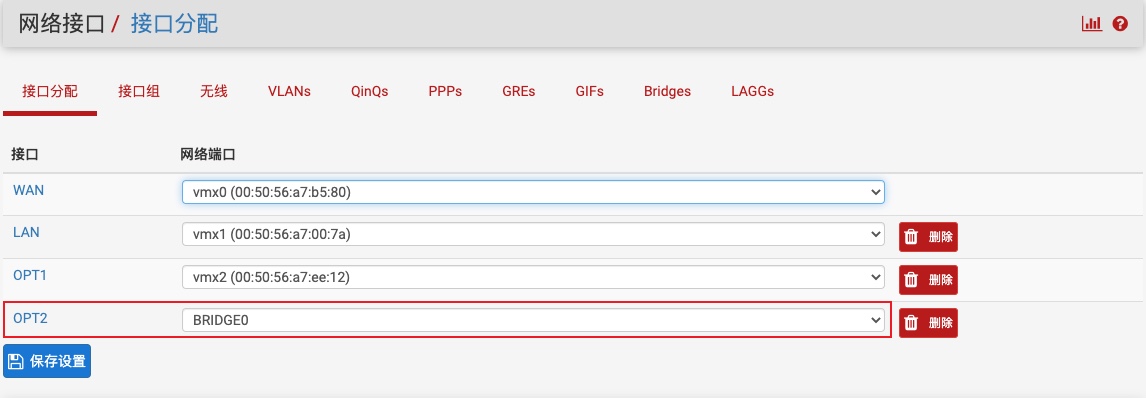 网络接口 / 接口分配
接口分配 接口组 无线 VLANs QinQs PPPs GREs GIFs Bridges LAGGs
接口 网络端口
WAN vmx0 (00:50:56:a7:b5:80)
LAN vmx1 (00:50:56:a7:00:7a) 删除
OPT1 vmx2 (00:50:56:a7:ee:12) 删除
OPT2 BRIDGE0 删除
保存设置